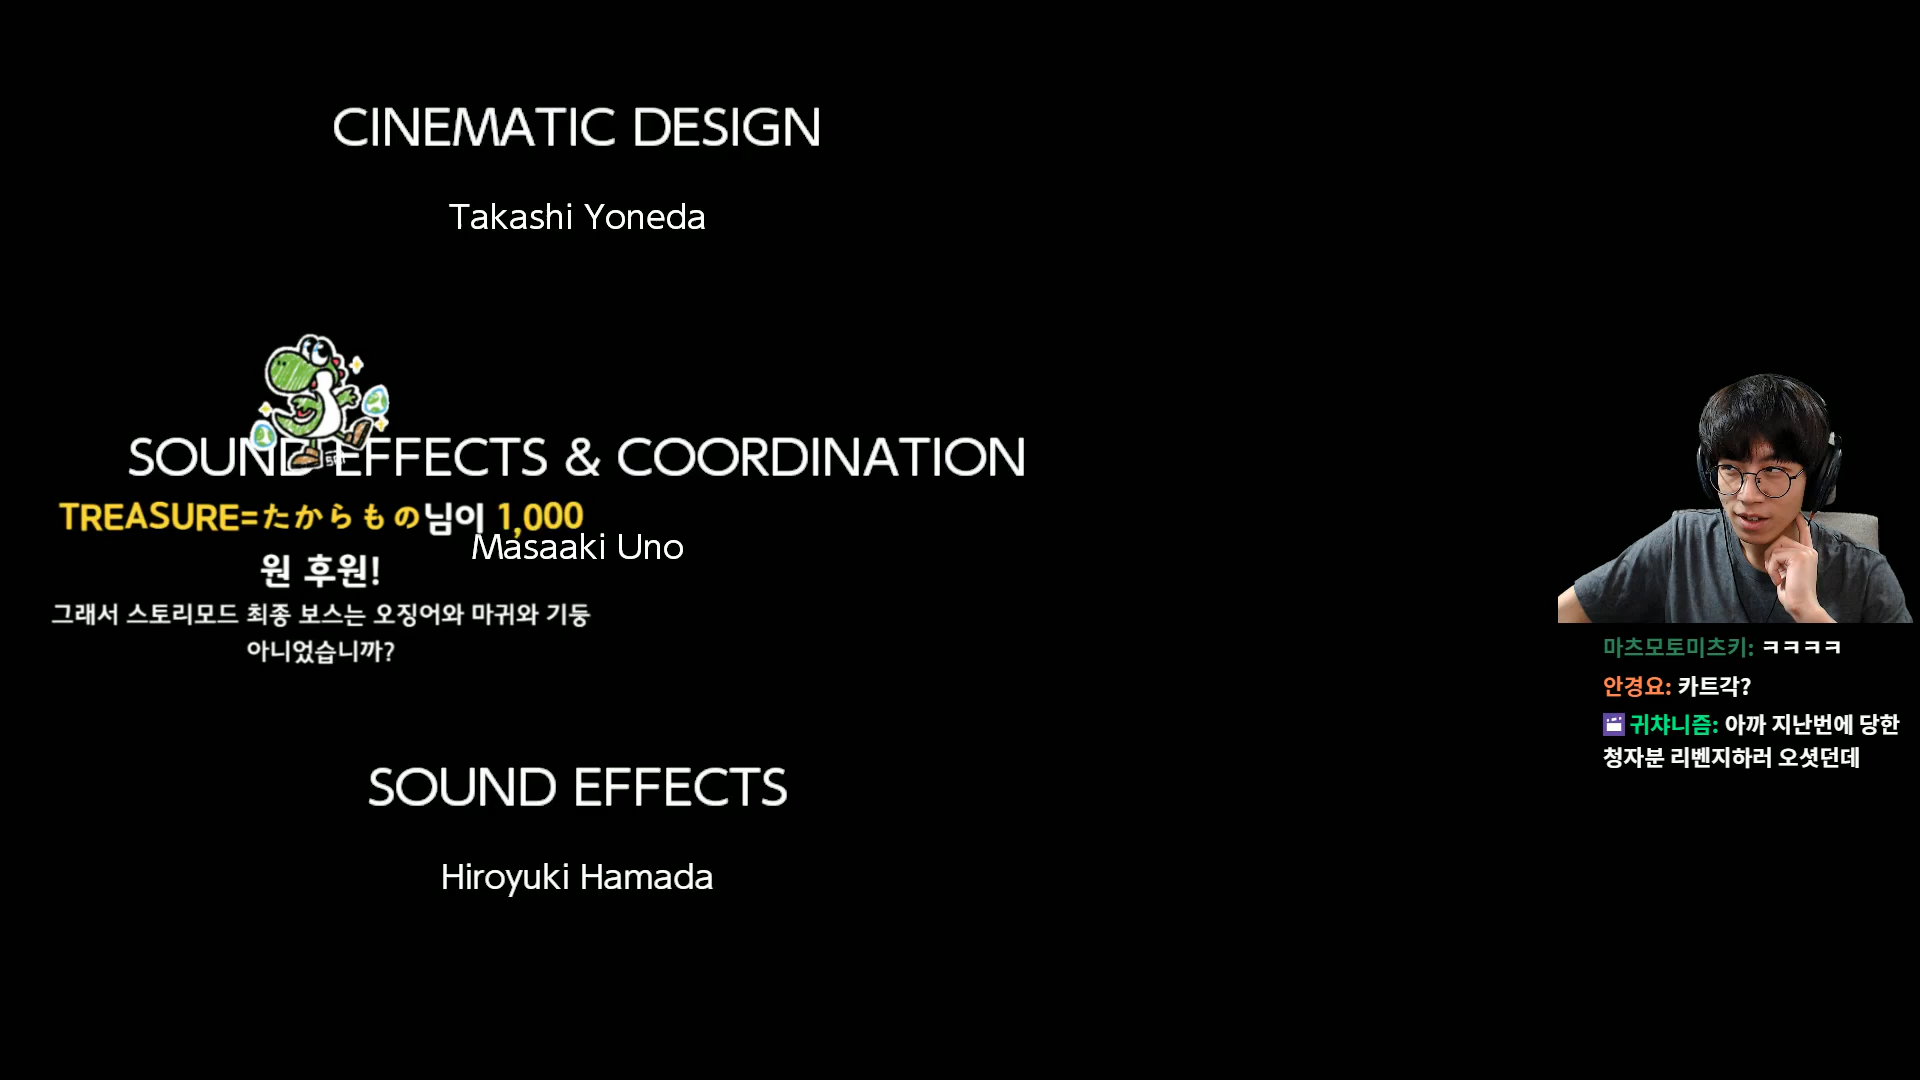 CINEMATIC DESIGN
Takashi Yoneda
SOUND EFFECTS & COORDINATION
Masaaki Uno
TREASURE=たからもの님이 1,000
원 후원!
그래서 스토리모드 최종 보스는 오징어와 마귀와 기둥
아니었습니까?
SOUND EFFECTS
Hiroyuki Hamada
마츠모토미츠키: ㅋㅋㅋㅋ
안경요: 카트각?
귀챠니즘: 아까 지난번에 당한
청자분 리벤지하러 오셧던데